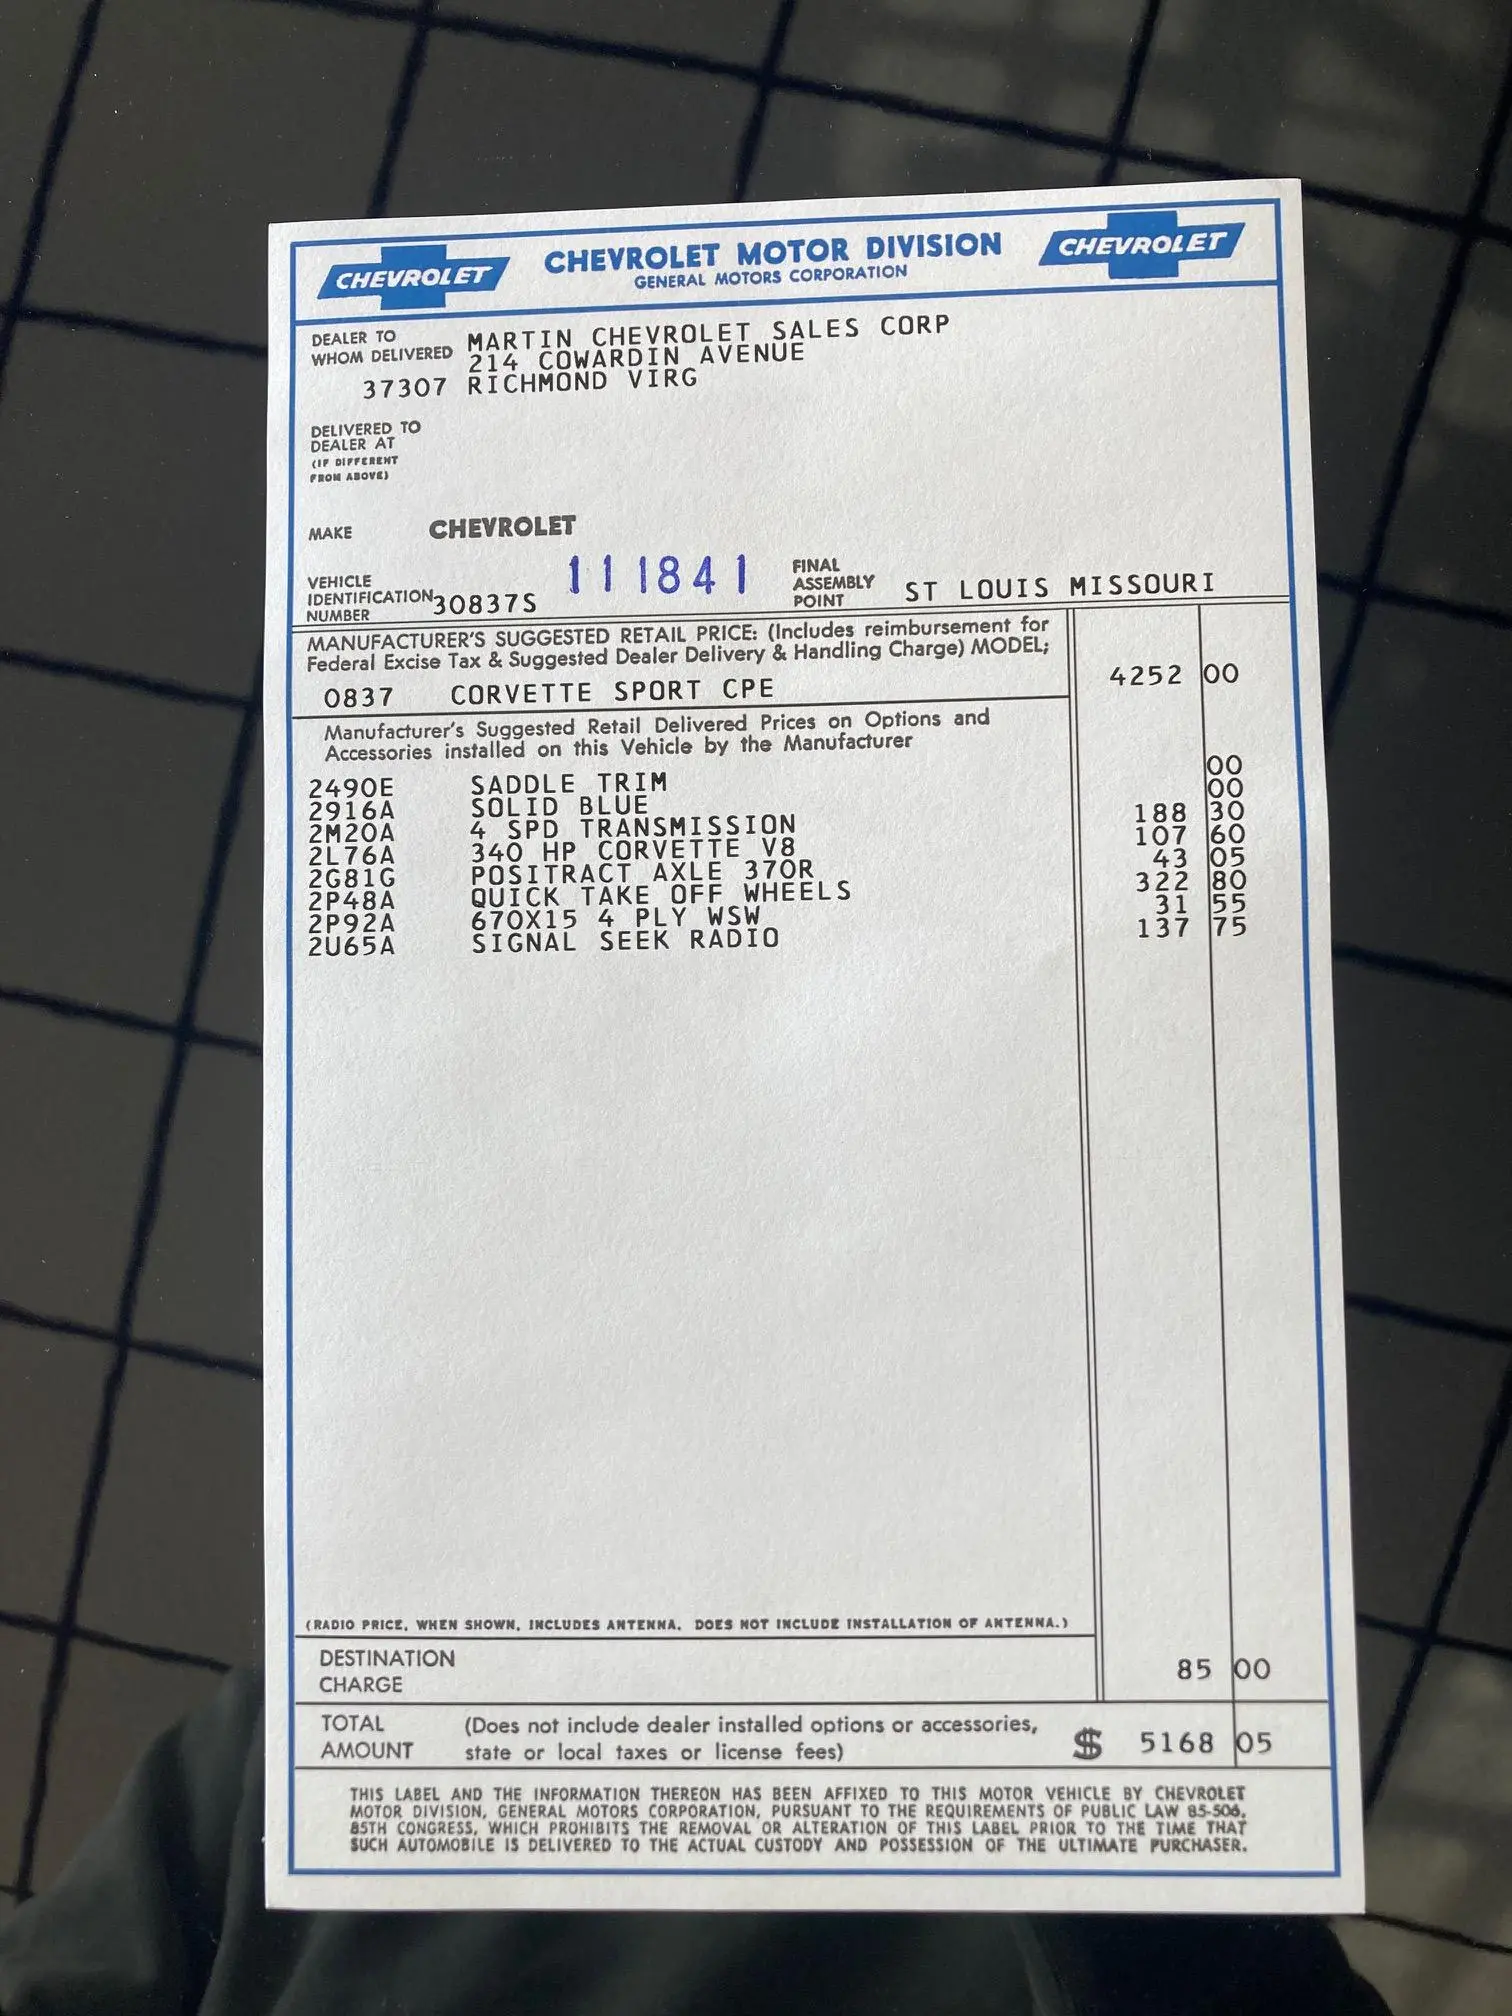 CHEVROLET CHEVROLET MOTOR DIVISION CHEVROLET
GENERAL MOTORS CORPORATION
DEALER TO
WHOM DELIVERED
MARTIN CHEVROLET SALES CORP
214 COWARDIN AVENUE
37307 RICHMOND VIRG
DELIVERED TO
DEALER AT
(IF DIFFERENT
FROM ABOVE)
MAKE CHEVROLET
VEHICLE
IDENTIFICATION
NUMBER
30837S 111841
FINAL
ASSEMBLY
POINT
ST LOUIS MISSOURI
MANUFACTURER'S SUGGESTED RETAIL PRICE: (Includes reimbursement for
Federal Excise Tax & Suggested Dealer Delivery & Handling Charge) MODEL;
0837 CORVETTE SPORT CPE 4252 00
Manufacturer's Suggested Retail Delivered Prices on Options and
Accessories installed on this Vehicle by the Manufacturer
2490E SADDLE TRIM 00
2916A SOLID BLUE 00
2M20A 4 SPD TRANSMISSION 188 30
2L76A 340 HP CORVETTE V8 107 60
2G81G POSITRACT AXLE 370R 43 05
2P48A QUICK TAKE OFF WHEELS 322 80
2P92A 670X15 4 PLY WSW 31 55
2U65A SIGNAL SEEK RADIO 137 75
(RADIO PRICE, WHEN SHOWN, INCLUDES ANTENNA. DOES NOT INCLUDE INSTALLATION OF ANTENNA.)
DESTINATION
CHARGE
85 00
TOTAL
AMOUNT
(Does not include dealer installed options or accessories,
state or local taxes or license fees)
$ 5168 05
THIS LABEL AND THE INFORMATION THEREON HAS BEEN AFFIXED TO THIS MOTOR VEHICLE BY CHEVROLET
MOTOR DIVISION, GENERAL MOTORS CORPORATION, PURSUANT TO THE REQUIREMENTS OF PUBLIC LAW 85-506,
85TH CONGRESS, WHICH PROHIBITS THE REMOVAL OR ALTERATION OF THIS LABEL PRIOR TO THE TIME THAT
SUCH AUTOMOBILE IS DELIVERED TO THE ACTUAL CUSTODY AND POSSESSION OF THE ULTIMATE PURCHASER.